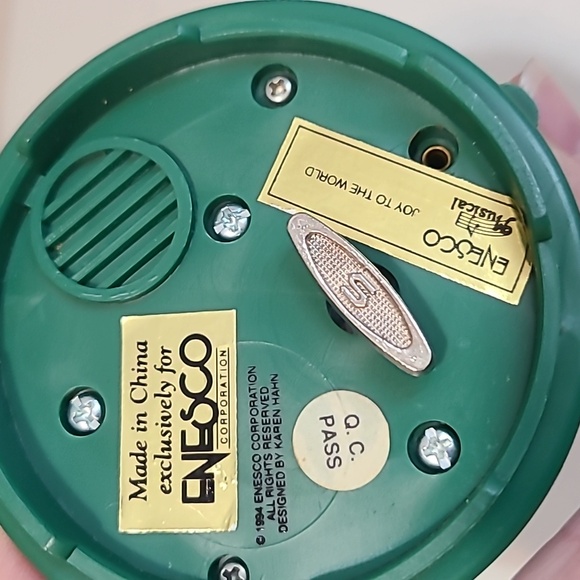 ENESCO
Musical
JOY TO THE WORLD
S
Made in China
exclusively for
ENESCO
CORPORATION
© 1994 ENESCO CORPORATION
ALL RIGHTS RESERVED
DESIGNED BY KAREN HAHN
Q.C.
PASS